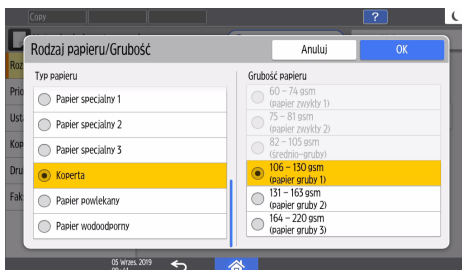 Copy
?
Rodzaj papieru/Grubość
Anuluj
OK
Roz
Prio
Ust
Kop
Dru
Fak
Typ papieru
Papier specjalny 1
Papier specjalny 2
Papier specjalny 3
Koperta
Papier powlekany
Papier wodoodporny
Grubość papieru
60 – 74 gsm
(papier zwykły 1)
75 – 81 gsm
(papier zwykły 2)
82 – 105 gsm
(średnio–gruby)
106 – 130 gsm
(papier gruby 1)
131 – 163 gsm
(papier gruby 2)
164 – 220 gsm
(papier gruby 3)
05 Wrzes. 2019